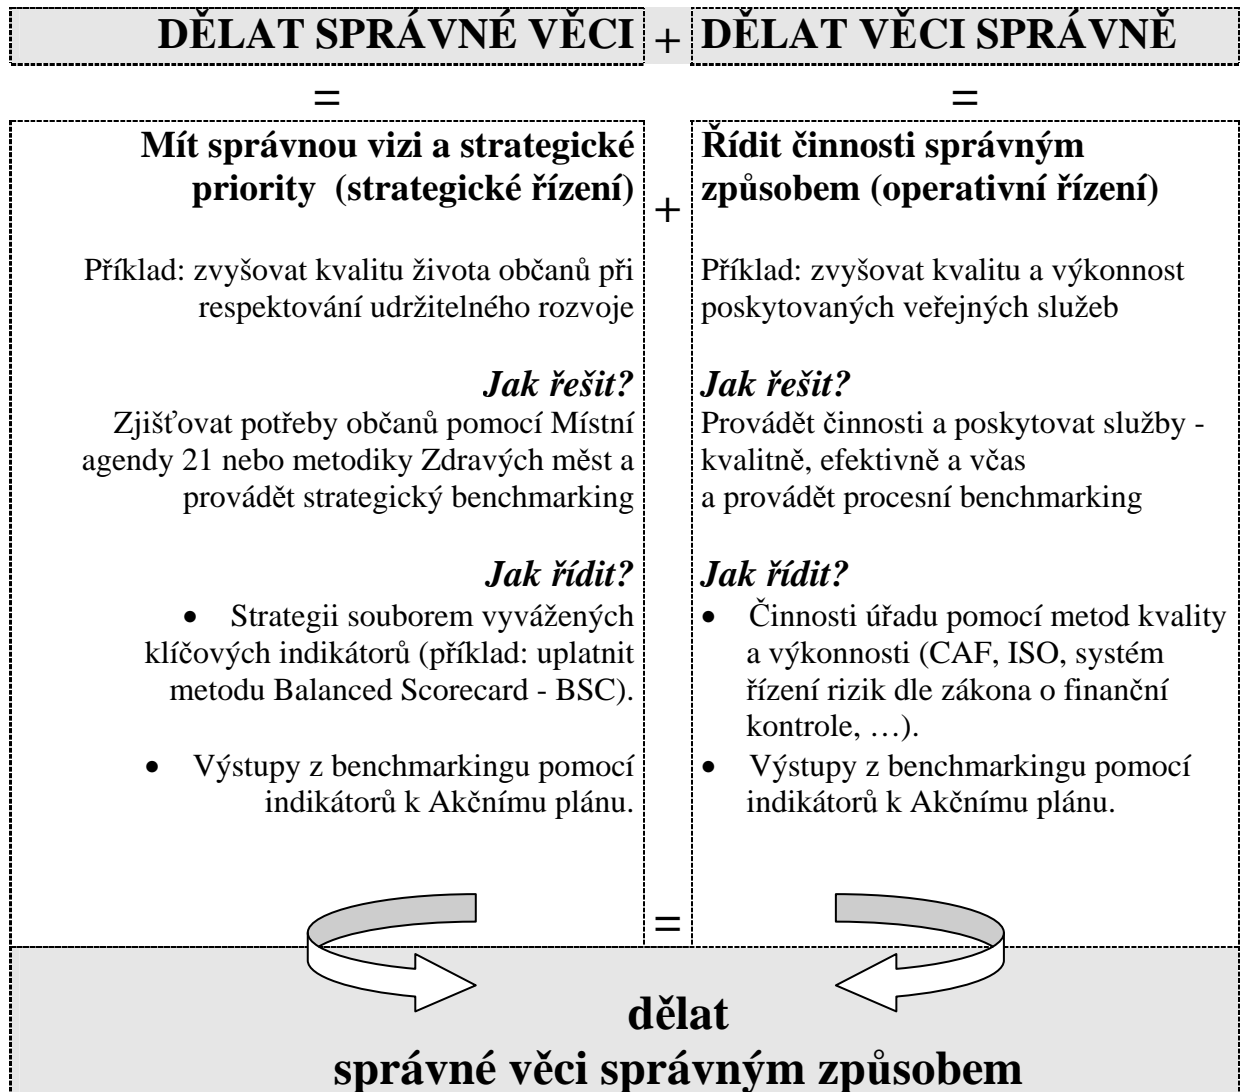 DĚLAT SPRÁVNÉ VĚCI + DĚLAT VĚCI SPRÁVNĚ
= =
Mít správnou vizi a strategické
priority (strategické řízení)
Příklad: zvyšovat kvalitu života občanů při
respektování udržitelného rozvoje
Jak řešit?
Zjišťovat potřeby občanů pomocí Místní
agendy 21 nebo metodiky Zdravých měst a
provádět strategický benchmarking
Jak řídit?
• Strategii souborem vyvážených
klíčových indikátorů (příklad: uplatnit
metodu Balanced Scorecard - BSC).
• Výstupy z benchmarkingu pomocí
indikátorů k Akčnímu plánu.
+
Řídit činnosti správným
způsobem (operativní řízení)
Příklad: zvyšovat kvalitu a výkonnost
poskytovaných veřejných služeb
Jak řešit?
Provádět činnosti a poskytovat služby -
kvalitně, efektivně a včas
a provádět procesní benchmarking
Jak řídit?
• Činnosti úřadu pomocí metod kvality
a výkonnosti (CAF, ISO, systém
řízení rizik dle zákona o finanční
kontrole, …).
• Výstupy z benchmarkingu pomocí
indikátorů k Akčnímu plánu.
=
dělat
správné věci správným způsobem